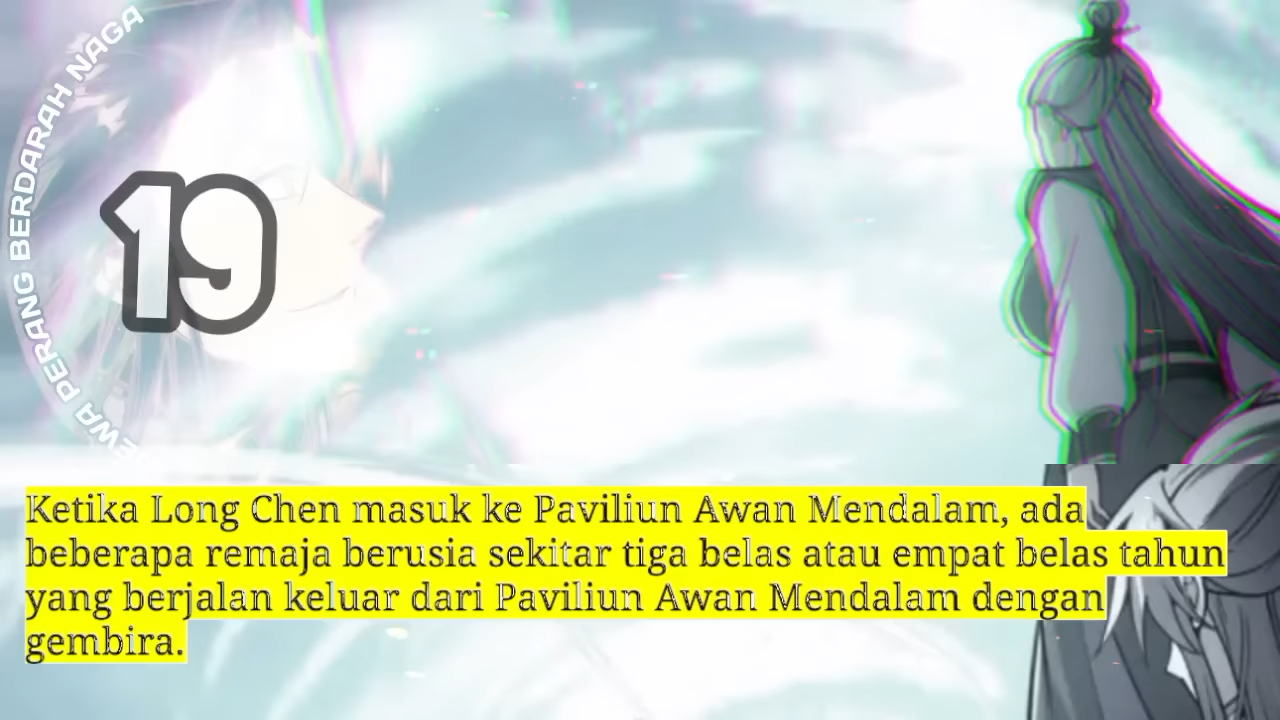 DEWA PERANG BERDARAH NAGA
19
Ketika Long Chen masuk ke Paviliun Awan Mendalam, ada
beberapa remaja berusia sekitar tiga belas atau empat belas tahun
yang berjalan keluar dari Paviliun Awan Mendalam dengan
gembira.